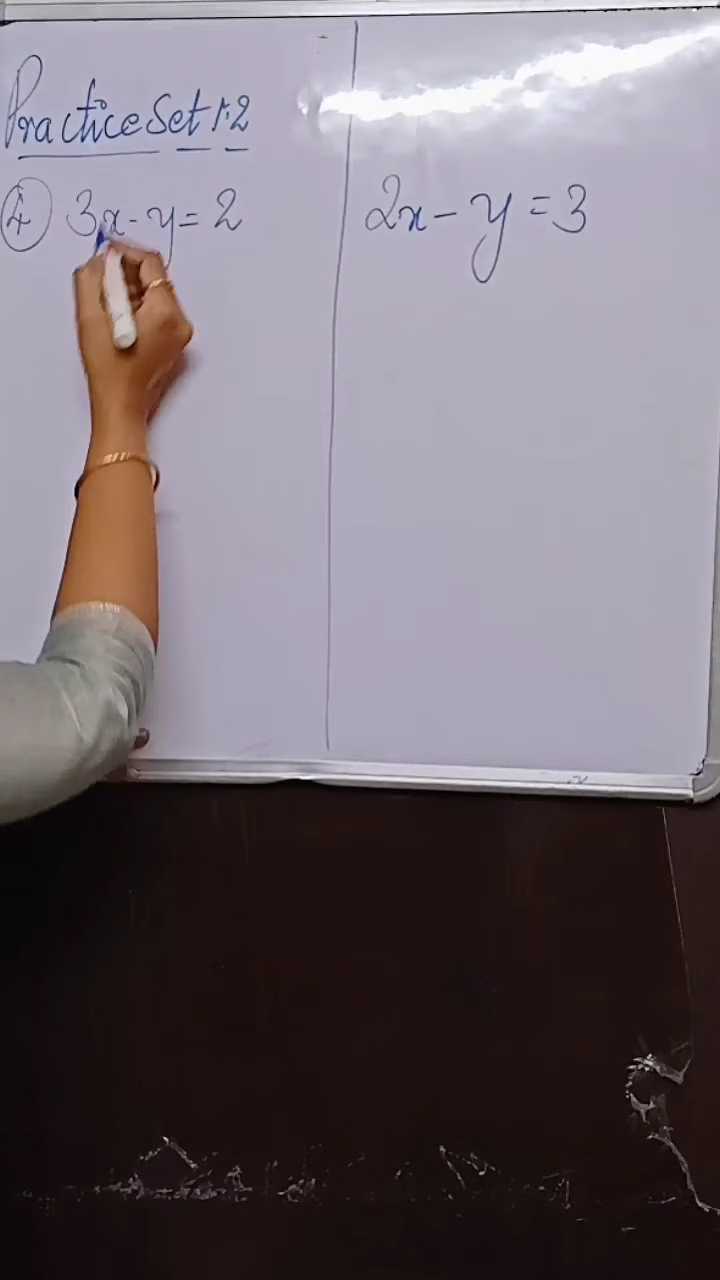 Practice Set 1.2
④ 3x - y = 2
2x - y = 3